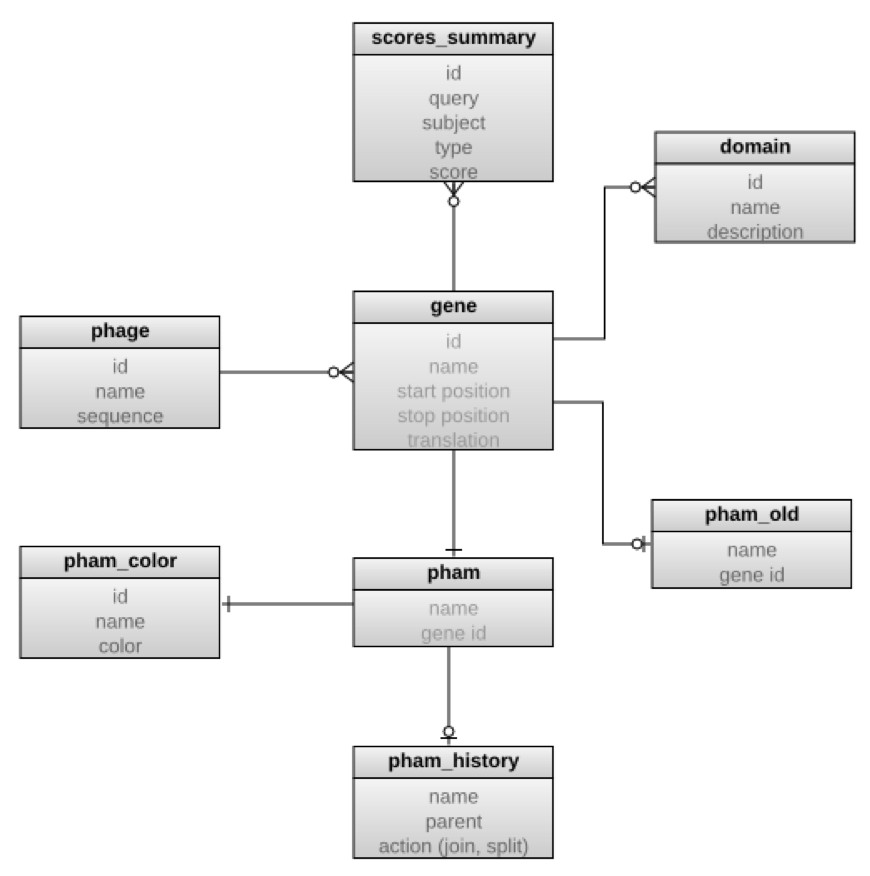 scores_summary
id
query
subject
type
score
domain
id
name
description
gene
id
name
start position
stop position
translation
phage
id
name
sequence
pham_old
name
gene id
pham_color
id
name
color
pham
name
gene id
pham_history
name
parent
action (join, split)